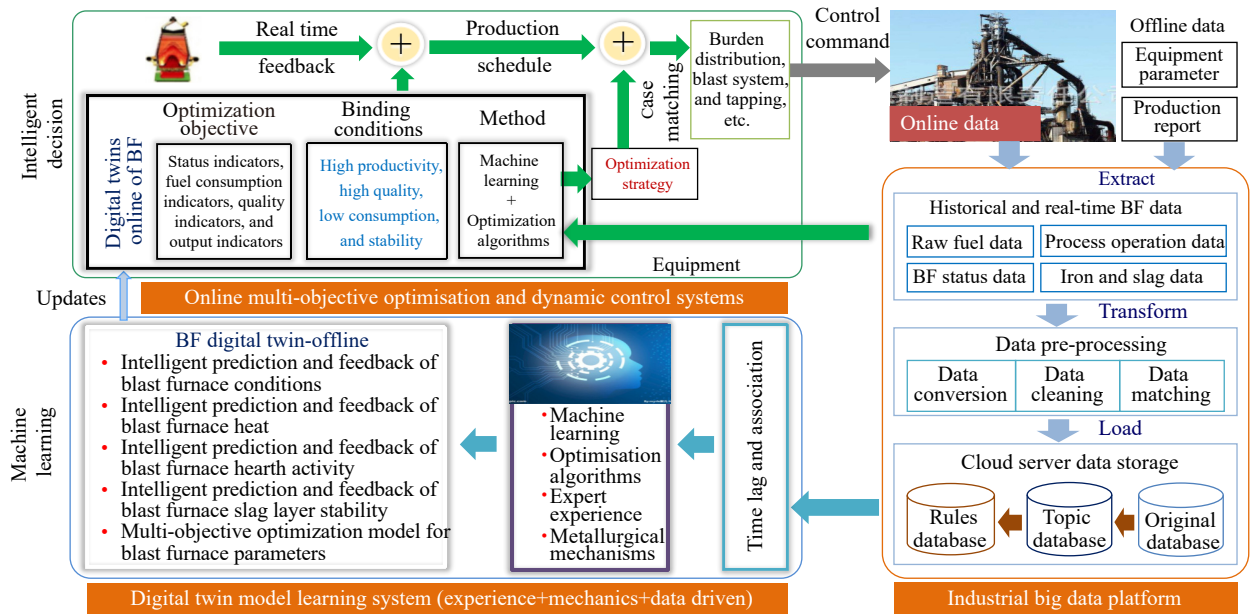 Real time
feedback
Production
schedule
Case
matching
Burden
distribution,
blast system,
and tapping,
etc.
Control
command
Online data
Offline data
Equipment
parameter
Production
report
Intelligent
decision
Digital twins
online of BF
Optimization
objective
Status indicators,
fuel consumption
indicators, quality
indicators, and
output indicators
Binding
conditions
High productivity,
high quality,
low consumption,
and stability
Method
Machine
learning
+
Optimization
algorithms
Optimization
strategy
Equipment
Updates
Online multi-objective optimisation and dynamic control systems
Extract
Historical and real-time BF data
Raw fuel data
Process operation data
BF status data
Iron and slag data
Transform
Data pre-processing
Data
conversion
Data
cleaning
Data
matching
Load
Cloud server data storage
Rules
database
Topic
database
Original
database
Industrial big data platform
Machine
learning
BF digital twin-offline
• Intelligent prediction and feedback of
blast furnace conditions
• Intelligent prediction and feedback of
blast furnace heat
• Intelligent prediction and feedback of
blast furnace hearth activity
• Intelligent prediction and feedback of
blast furnace slag layer stability
• Multi-objective optimization model for
blast furnace parameters
• Machine
learning
• Optimisation
algorithms
• Expert
experience
• Metallurgical
mechanisms
Time lag and association
Digital twin model learning system (experience+mechanics+data driven)